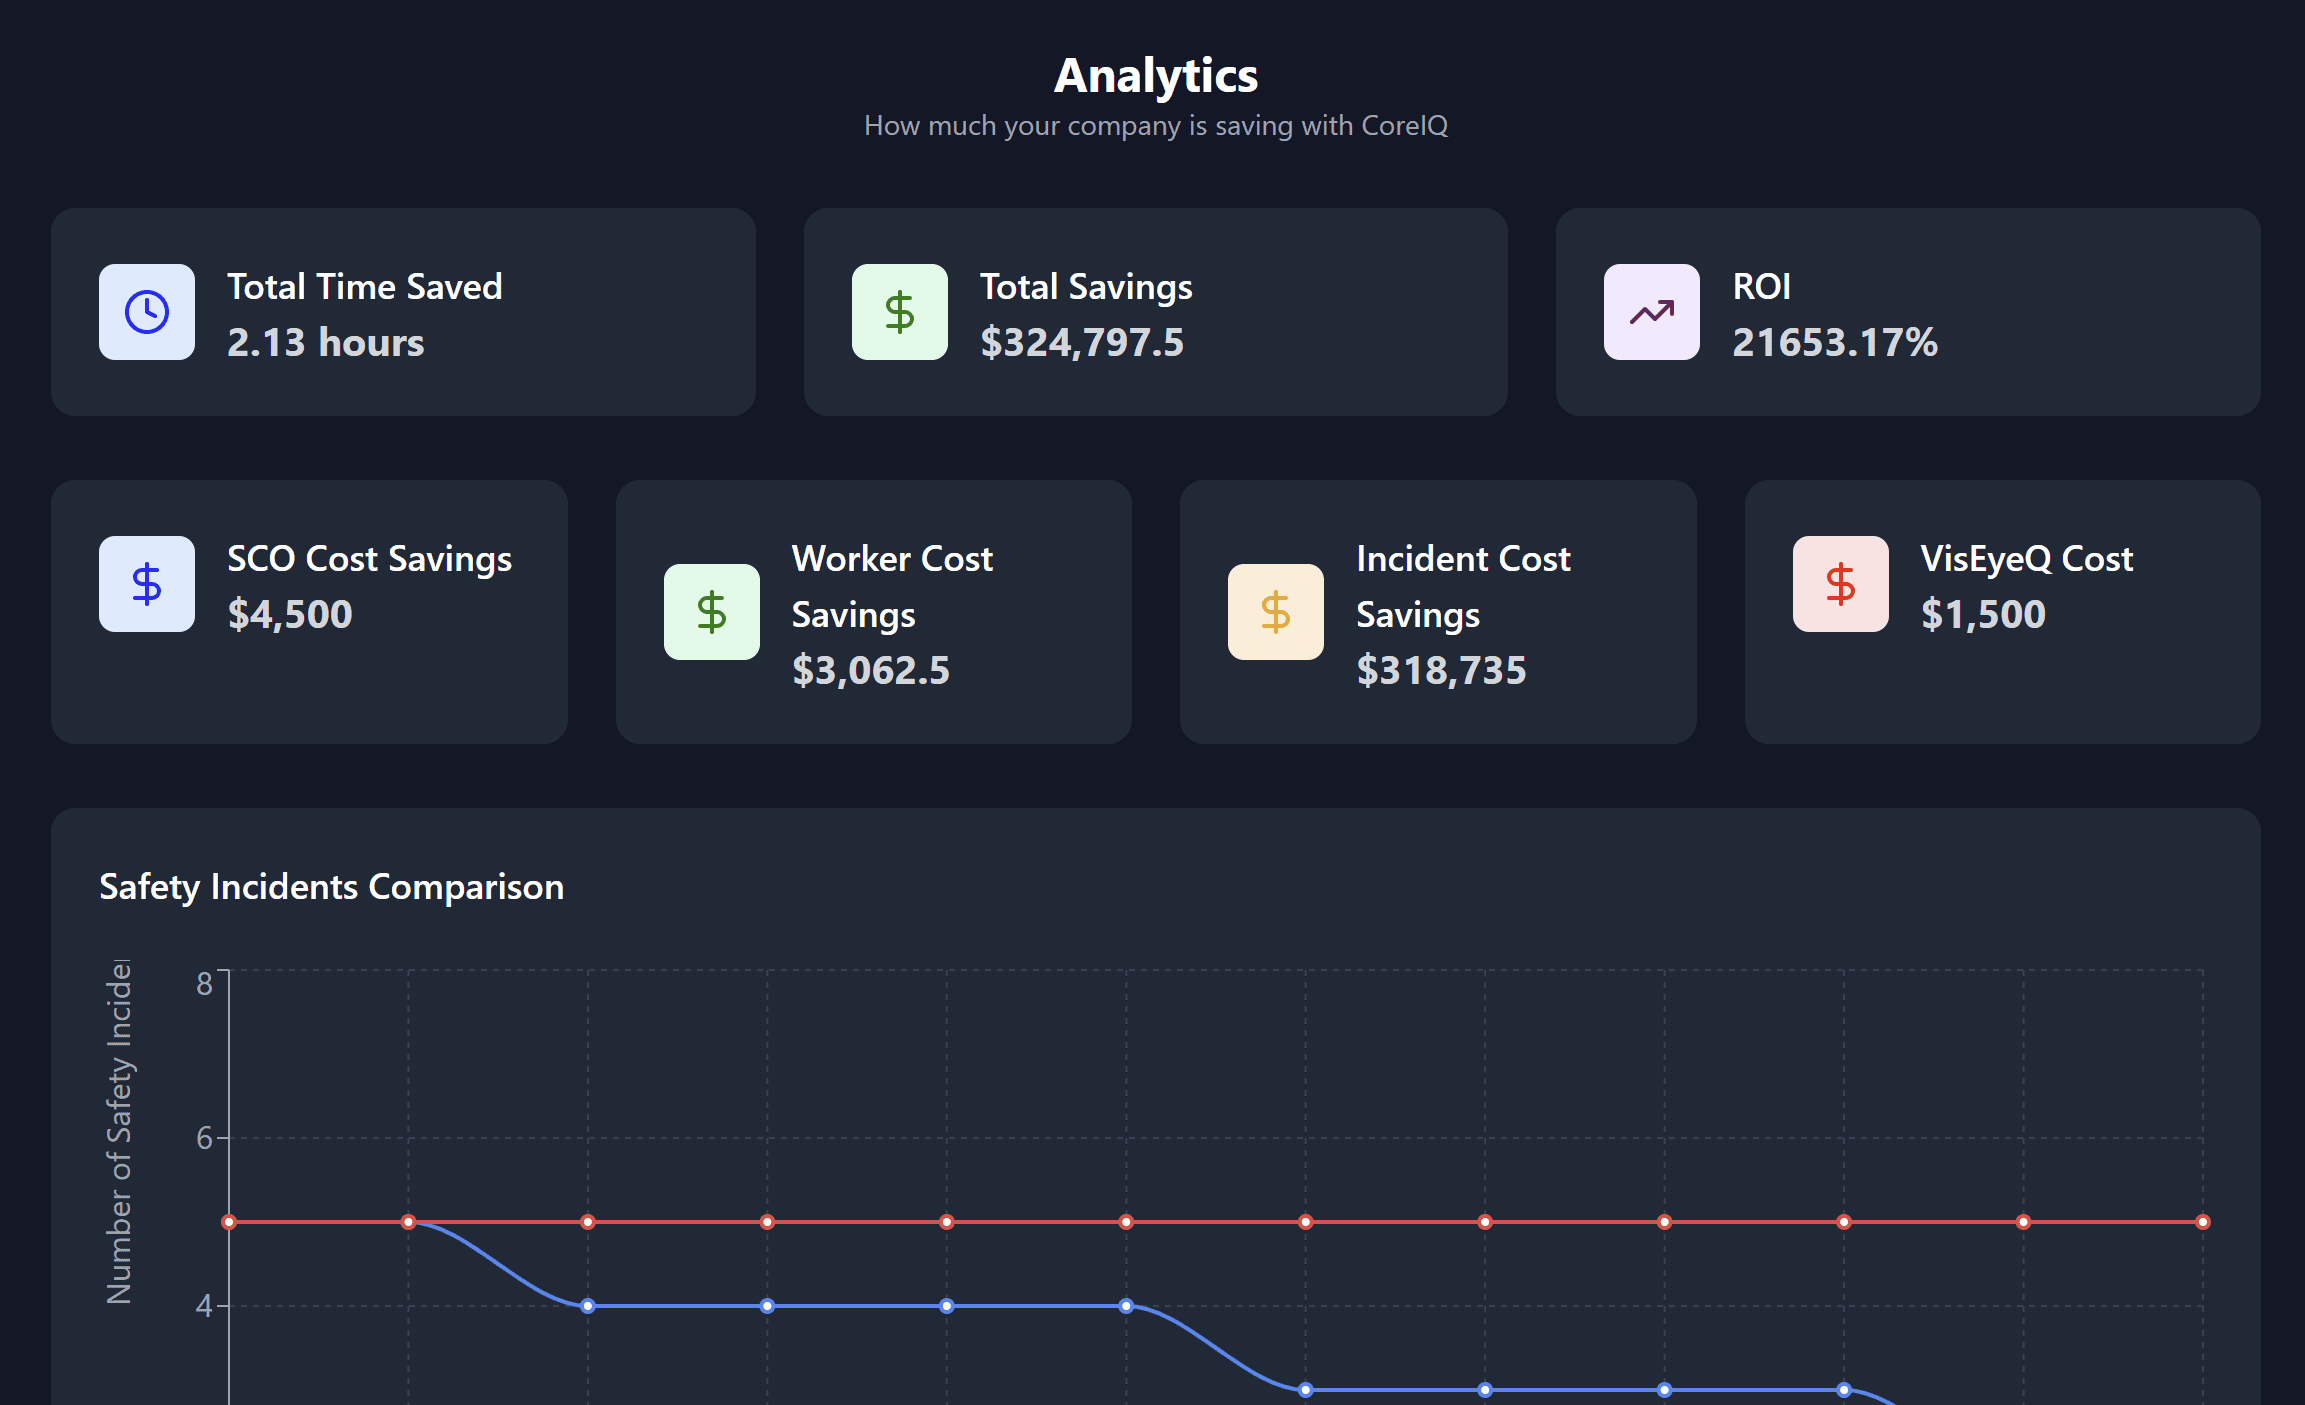 Analytics
How much your company is saving with CoreIQ
Total Time Saved
2.13 hours
Total Savings
$324,797.5
ROI
21653.17%
SCO Cost Savings
$4,500
Worker Cost
Savings
$3,062.5
Incident Cost
Savings
$318,735
VisEyeQ Cost
$1,500
Safety Incidents Comparison
Number of Safety
8
6
4